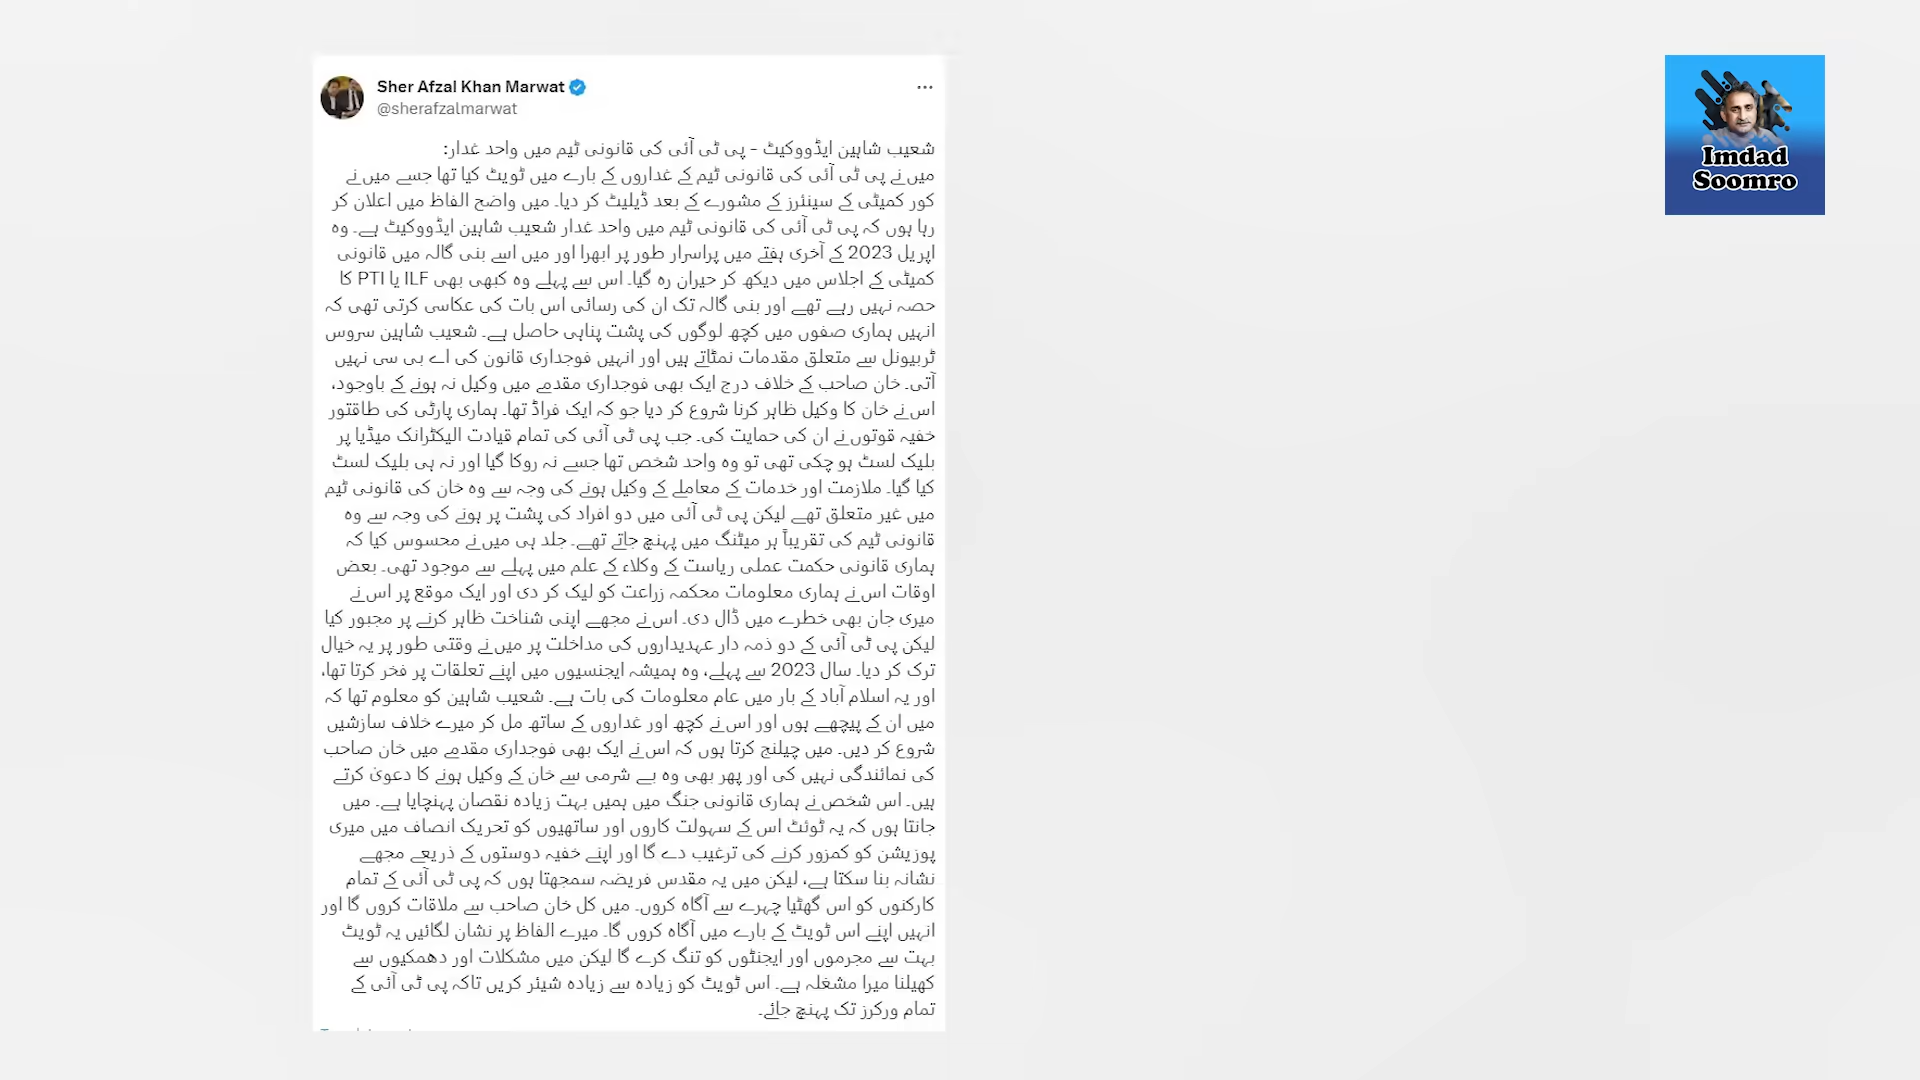 Sher Afzal Khan Marwat
@sherafzalmarwat
شعیب شاہین ایڈووکیٹ - پی ٹی آئی کی قانونی ٹیم میں واحد غدار:
میں نے پی ٹی آئی کی قانونی ٹیم کے غداروں کے بارے میں ٹویٹ کیا تھا جسے میں نے
کور کمیٹی کے سینئرز کے مشورے کے بعد ڈیلیٹ کر دیا۔ میں واضح الفاظ میں اعلان کر
رہا ہوں کہ پی ٹی آئی کی قانونی ٹیم میں واحد غدار شعیب شاہین ایڈووکیٹ ہے۔ وہ
اپریل 2023 کے آخری ہفتے میں پراسرار طور پر ابھرا اور میں اسے بنی گالہ میں قانونی
کمیٹی کے اجلاس میں دیکھ کر حیران رہ گیا۔ اس سے پہلے وہ کبھی بھی ILF یا PTI کا
حصہ نہیں رہے تھے اور بنی گالہ تک ان کی رسائی اس بات کی عکاسی کرتی تھی کہ
انہیں ہماری صفوں میں کچھ لوگوں کی پشت پناہی حاصل ہے۔ شعیب شاہین سروس
ٹربیونل سے متعلق مقدمات نمٹاتے ہیں اور انہیں فوجداری قانون کی اے بی سی نہیں
آتی۔ خان صاحب کے خلاف درج ایک بھی فوجداری مقدمے میں وکیل نہ ہونے کے باوجود،
اس نے خان کا وکیل ظاہر کرنا شروع کر دیا جو کہ ایک فراڈ تھا۔ ہماری پارٹی کی طاقتور
خفیہ قوتوں نے ان کی حمایت کی۔ جب پی ٹی آئی کی تمام قیادت الیکٹرانک میڈیا پر
بلیک لسٹ ہو چکی تھی تو وہ واحد شخص تھا جسے نہ روکا گیا اور نہ ہی بلیک لسٹ
کیا گیا۔ ملازمت اور خدمات کے معاملے کے وکیل ہونے کی وجہ سے وہ خان کی قانونی ٹیم
میں غیر متعلق تھے لیکن پی ٹی آئی میں دو افراد کی پشت پر ہونے کی وجہ سے وہ
قانونی ٹیم کی تقریباً ہر میٹنگ میں پہنچ جاتے تھے۔ جلد ہی میں نے محسوس کیا کہ
ہماری قانونی حکمت عملی ریاست کے وکلاء کے علم میں پہلے سے موجود تھی۔ بعض
اوقات اس نے ہماری معلومات محکمہ زراعت کو لیک کر دی اور ایک موقع پر اس نے
میری جان بھی خطرے میں ڈال دی۔ اس نے مجھے اپنی شناخت ظاہر کرنے پر مجبور کیا
لیکن پی ٹی آئی کے دو ذمہ دار عہدیداروں کی مداخلت پر میں نے وقتی طور پر یہ خیال
ترک کر دیا۔ سال 2023 سے پہلے، وہ ہمیشہ ایجنسیوں میں اپنے تعلقات پر فخر کرتا تھا،
اور یہ اسلام آباد کے بار میں عام معلومات کی بات ہے۔ شعیب شاہین کو معلوم تھا کہ
میں ان کے پیچھے ہوں اور اس نے کچھ اور غداروں کے ساتھ مل کر میرے خلاف سازشیں
شروع کر دیں۔ میں چیلنج کرتا ہوں کہ اس نے ایک بھی فوجداری مقدمے میں خان صاحب
کی نمائندگی نہیں کی اور پھر بھی وہ بے شرمی سے خان کے وکیل ہونے کا دعویٰ کرتے
ہیں۔ اس شخص نے ہماری قانونی جنگ میں ہمیں بہت زیادہ نقصان پہنچایا ہے۔ میں
جانتا ہوں کہ یہ ٹوئٹ اس کے سہولت کاروں اور ساتھیوں کو تحریک انصاف میں میری
پوزیشن کو کمزور کرنے کی ترغیب دے گا اور اپنے خفیہ دوستوں کے ذریعے مجھے
نشانہ بنا سکتا ہے، لیکن میں یہ مقدس فریضہ سمجھتا ہوں کہ پی ٹی آئی کے تمام
کارکنوں کو اس گھٹیا چہرے سے آگاہ کروں۔ میں کل خان صاحب سے ملاقات کروں گا اور
انہیں اپنے اس ٹویٹ کے بارے میں آگاہ کروں گا۔ میرے الفاظ پر نشان لگائیں یہ ٹویٹ
بہت سے مجرموں اور ایجنٹوں کو تنگ کرے گا لیکن میں مشکلات اور دھمکیوں سے
کھیلنا میرا مشغلہ ہے۔ اس ٹویٹ کو زیادہ سے زیادہ شیئر کریں تاکہ پی ٹی آئی کے
تمام ورکرز تک پہنچ جائے۔
Imdad
Soomro